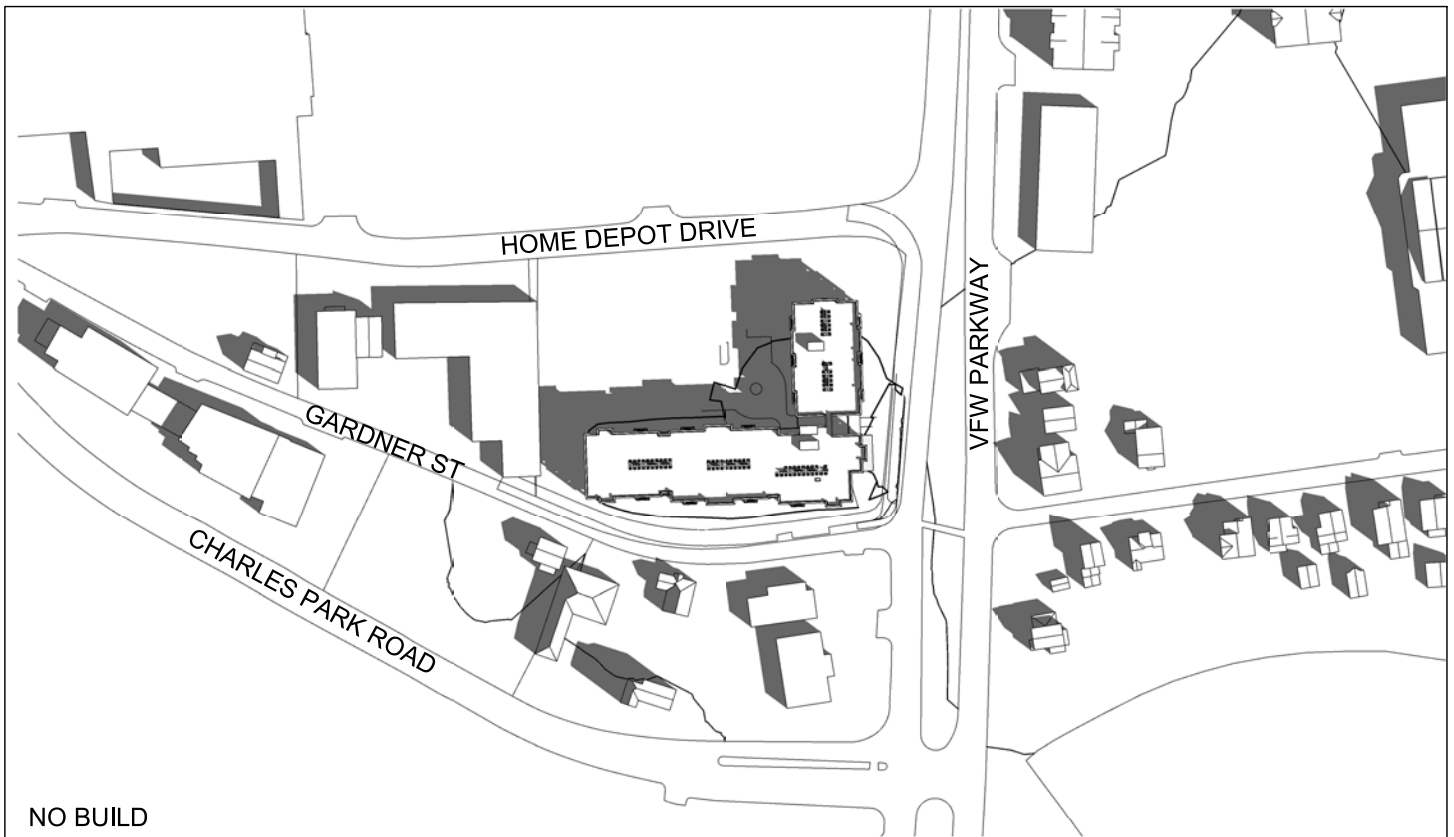 HOME DEPOT DRIVE
VFW PARKWAY
GARDNER ST
CHARLES PARK ROAD
NO BUILD